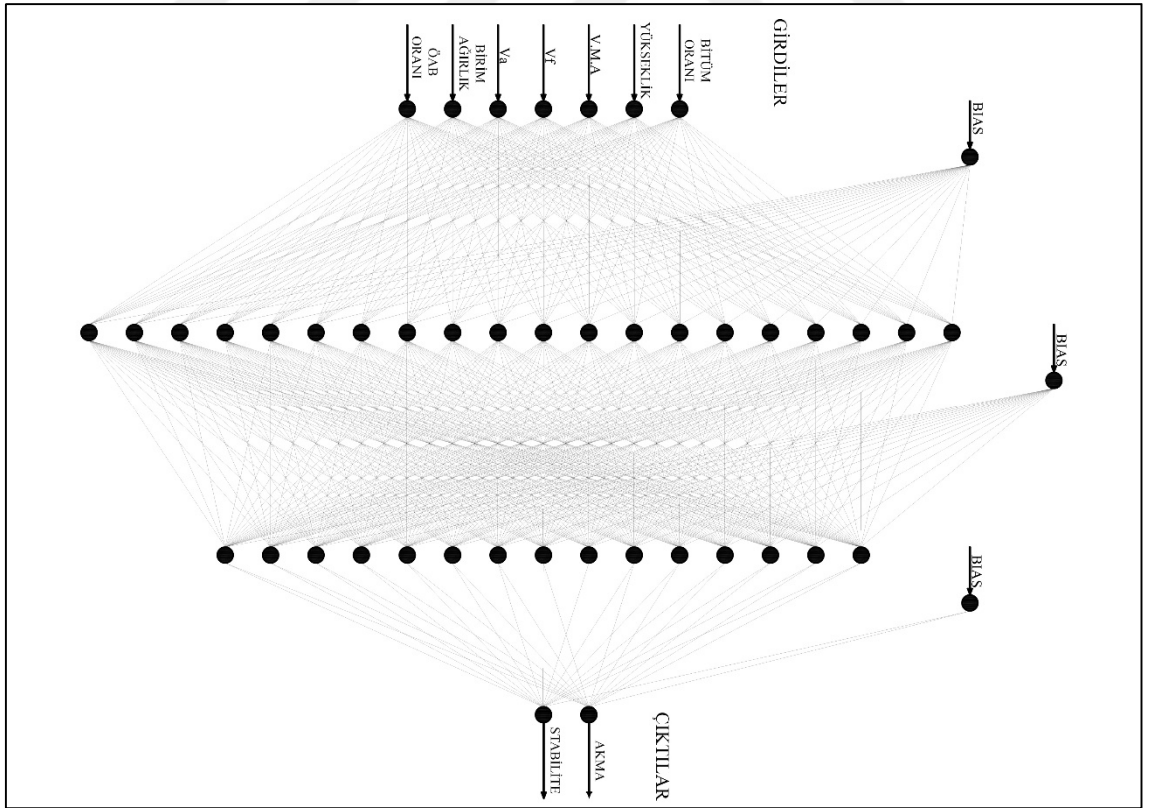 GİRDİLER
BİTÜM
ORANI
YÜKSEKLİK
V.M.A
Vf
Va
BİRİM
AĞIRLIK
ÖAB
ORANI
BIAS
BIAS
BIAS
ÇIKTILAR
AKMA
STABİLİTE